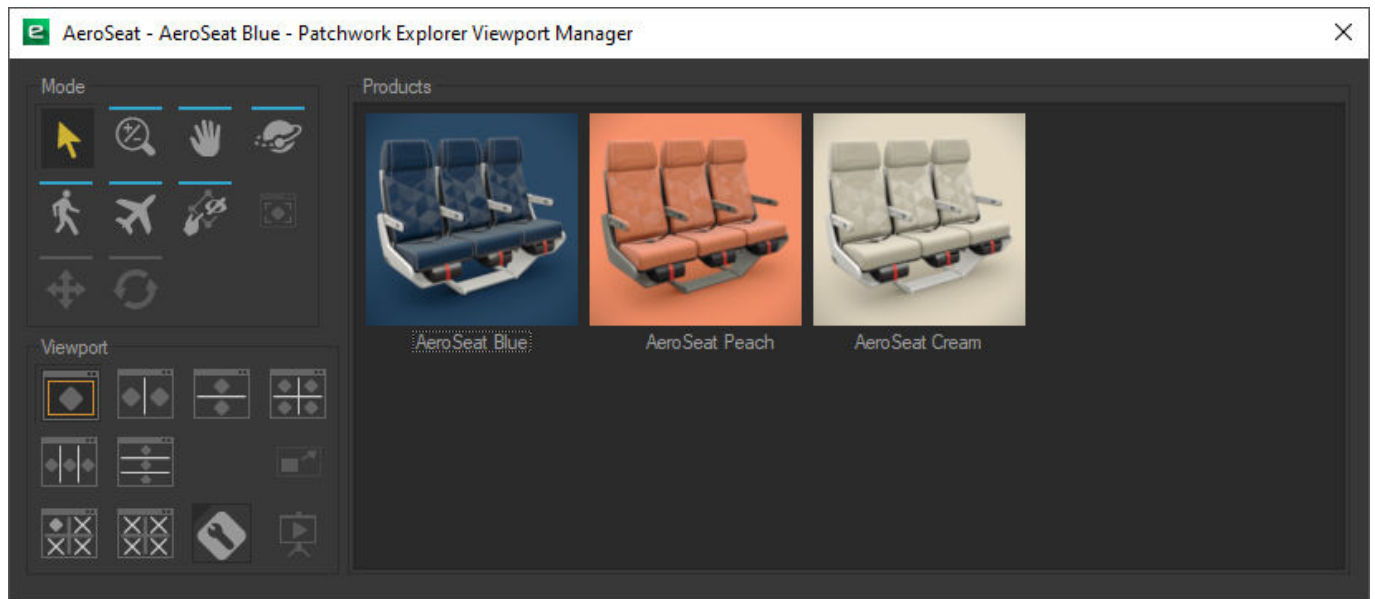 AeroSeat - AeroSeat Blue - Patchwork Explorer Viewport Manager
Mode
Products
AeroSeat Blue
AeroSeat Peach
AeroSeat Cream
Viewport